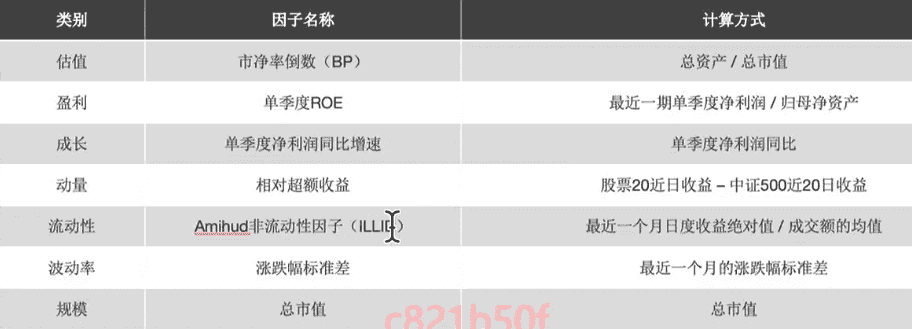 类别 因子名称 计算方式
估值 市净率倒数（BP） 总资产 / 总市值
盈利 单季度ROE 最近一期单季度净利润 / 归母净资产
成长 单季度净利润同比增速 单季度净利润同比
动量 相对超额收益 股票20近日收益 – 中证500近20日收益
流动性 Amihud非流动性因子（ILLIQ） 最近一个月日度收益绝对值 / 成交额的均值
波动率 涨跌幅标准差 最近一个月的涨跌幅标准差
规模 总市值 总市值
c821b50f